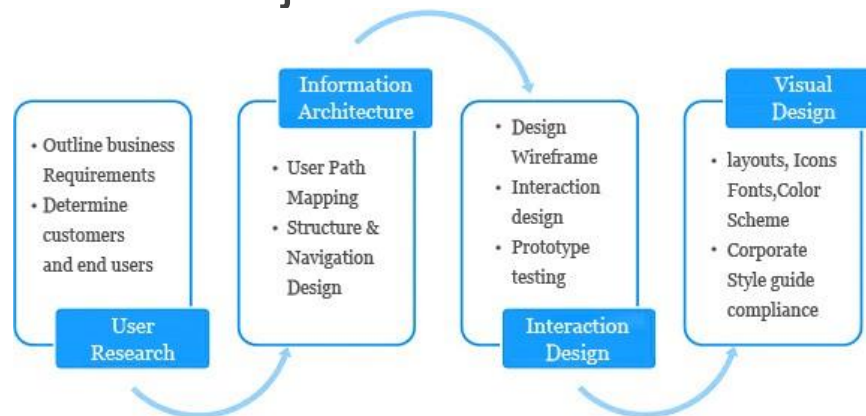 • Outline business
Requirements
• Determine
customers
and end users
User
Research
Information
Architecture
• User Path
Mapping
• Structure &
Navigation
Design
• Design
Wireframe
• Interaction
design
• Prototype
testing
Interaction
Design
Visual
Design
• layouts, Icons
Fonts,Color
Scheme
• Corporate
Style guide
compliance